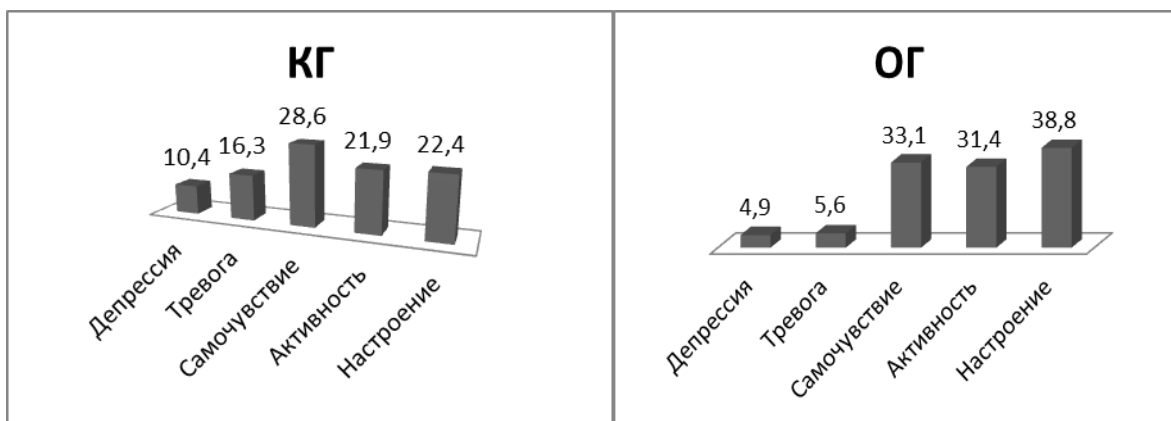 КГ
10,4
16,3
28,6
21,9
22,4
Депрессия
Тревога
Самочувствие
Активность
Настроение
ОГ
4,9
5,6
33,1
31,4
38,8
Депрессия
Тревога
Самочувствие
Активность
Настроение